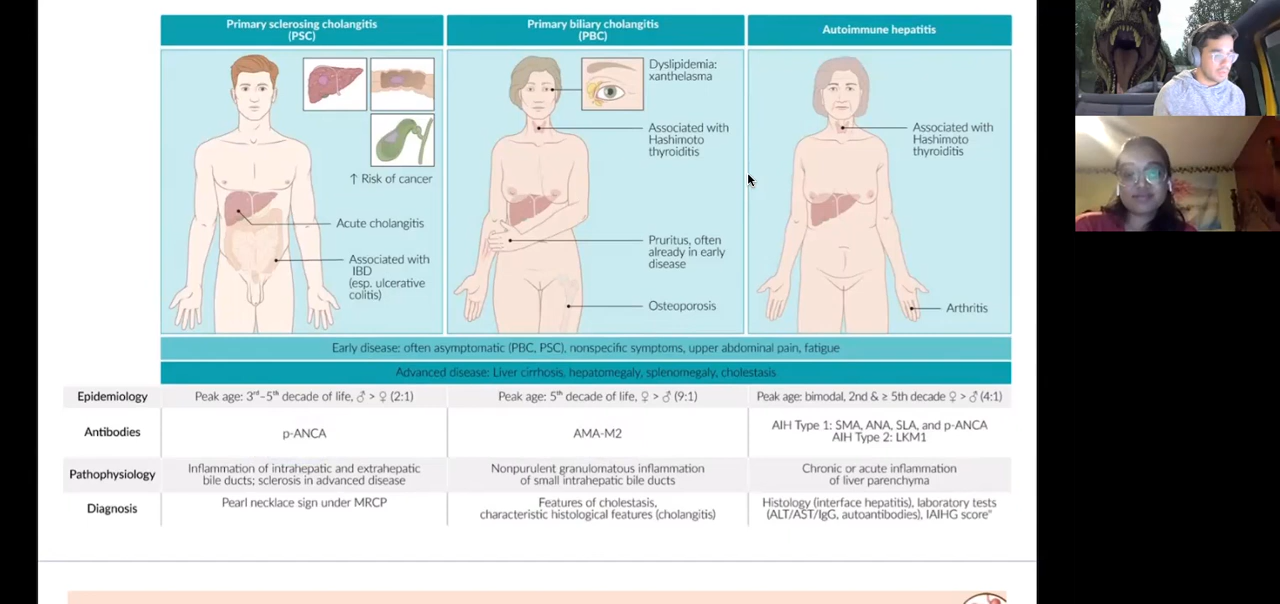 Primary sclerosing cholangitis
(PSC)
Primary biliary cholangitis
(PBC)
Autoimmune hepatitis
↑ Risk of cancer
Acute cholangitis
Associated with
IBD
(esp. ulcerative
colitis)
Dyslipidemia:
xanthelasma
Associated with
Hashimoto
thyroiditis
Pruritus, often
already in early
disease
Osteoporosis
Associated with
Hashimoto
thyroiditis
Arthritis
Early disease: often asymptomatic (PBC, PSC), nonspecific symptoms, upper abdominal pain, fatigue
Advanced disease: Liver cirrhosis, hepatomegaly, splenomegaly, cholestasis
Epidemiology
Peak age: 3rd–5th decade of life, ♂ > ♀ (2:1)
Peak age: 5th decade of life, ♀ > ♂ (9:1)
Peak age: bimodal, 2nd & ≥ 5th decade ♀ > ♂ (4:1)
Antibodies
p-ANCA
AMA-M2
AIH Type 1: SMA, ANA, SLA, and p-ANCA
AIH Type 2: LKM1
Pathophysiology
Inflammation of intrahepatic and extrahepatic
bile ducts; sclerosis in advanced disease
Nonpurulent granulomatous inflammation
of small intrahepatic bile ducts
Chronic or acute inflammation
of liver parenchyma
Diagnosis
Pearl necklace sign under MRCP
Features of cholestasis,
characteristic histological features (cholangitis)
Histology (interface hepatitis), laboratory tests
(ALT/AST/IgG, autoantibodies), IAIHG score*